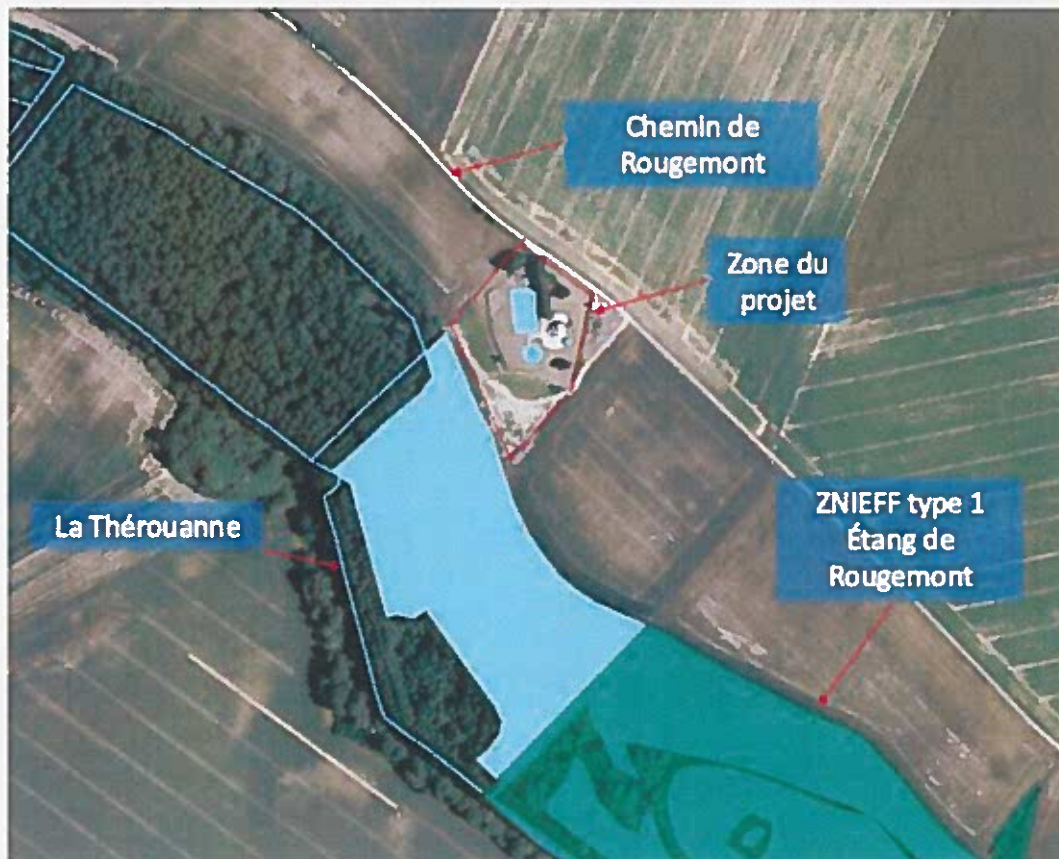 Chemin de
Rougemont
Zone du
projet
La Thérouanne
ZNIEFF type 1
Étang de
Rougemont